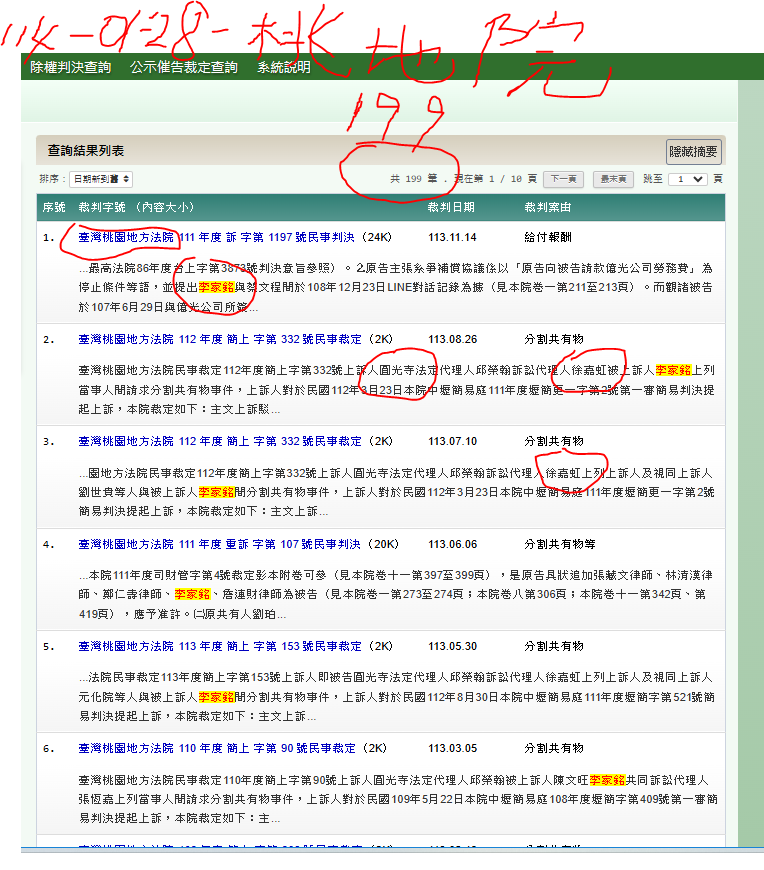 114-0128-桃地院
除權判決查詢 公示催告裁定查詢 系統說明
199
查詢結果列表 隱藏摘要
排序：日期新到舊 共 199 筆 . 現在第 1 / 10 頁 下一頁 最末頁 跳至 1 頁
序號 裁判字號 （內容大小） 裁判日期 裁判案由
1. 臺灣桃園地方法院 111 年度 訴 字第 1197 號民事判決（24K） 113.11.14 給付報酬
...最高法院86年度台上字第3873號判決意旨參照）。⒉原告主張系爭補償協議係以「原告向被告請款億光公司勞務費」為
停止條件等語，並提出李家銘與蔡文程間於108年12月23日LINE對話記錄為據（見本院卷一第211至213頁）。而觀諸被告
於107年6月29日與億光公司所簽...
2. 臺灣桃園地方法院 112 年度 簡上 字第 332 號民事裁定（2K） 113.08.26 分割共有物
臺灣桃園地方法院民事裁定112年度簡上字第332號上訴人圓光寺法定代理人邱榮翰訴訟代理人徐嘉虹被上訴人李家銘上列
當事人間請求分割共有物事件，上訴人對於民國112年3月23日本院中壢簡易庭111年度壢簡更一字第2號第一審簡易判決提
起上訴，本院裁定如下：主文上訴駁...
3. 臺灣桃園地方法院 112 年度 簡上 字第 332 號民事裁定（2K） 113.07.10 分割共有物
...園地方法院民事裁定112年度簡上字第332號上訴人圓光寺法定代理人邱榮翰訴訟代理人徐嘉虹上列上訴人及視同上訴人
劉世貴等人與被上訴人李家銘間分割共有物事件，上訴人對於民國112年3月23日本院中壢簡易庭111年度壢簡更一字第2號
簡易判決提起上訴，本院裁定如下：主文上訴...
4. 臺灣桃園地方法院 111 年度 重訴 字第 107 號民事判決（20K） 113.06.06 分割共有物等
...本院111年度司財管字第4號裁定影本附卷可參（見本院卷十一第397至399頁），是原告具狀追加張黻文律師、林清漢律
師、鄭仁壽律師、李家銘、詹連財律師為被告（見本院卷一第273至274頁；本院卷八第306頁；本院卷十一第342頁、第
419頁），應予准許。㈡原共有人劉珀...
5. 臺灣桃園地方法院 113 年度 簡上 字第 153 號民事裁定（2K） 113.05.30 分割共有物
...法院民事裁定113年度簡上字第153號上訴人即被告圓光寺法定代理人邱榮翰訴訟代理人徐嘉虹上列上訴人及視同上訴人
元化院等人與被上訴人李家銘間分割共有物事件，上訴人對於民國112年8月30日本院中壢簡易庭111年度壢簡字第521號簡
易判決提起上訴，本院裁定如下：主文上訴...
6. 臺灣桃園地方法院 110 年度 簡上 字第 90 號民事裁定（2K） 113.03.05 分割共有物
臺灣桃園地方法院民事裁定110年度簡上字第90號上訴人圓光寺法定代理人邱榮翰被上訴人陳文旺李家銘共同訴訟代理人
張恆嘉上列當事人間請求分割共有物事件，上訴人對於民國109年5月22日本院中壢簡易庭108年度壢簡字第409號第一審簡
易判決提起上訴，本院裁定如下：主...